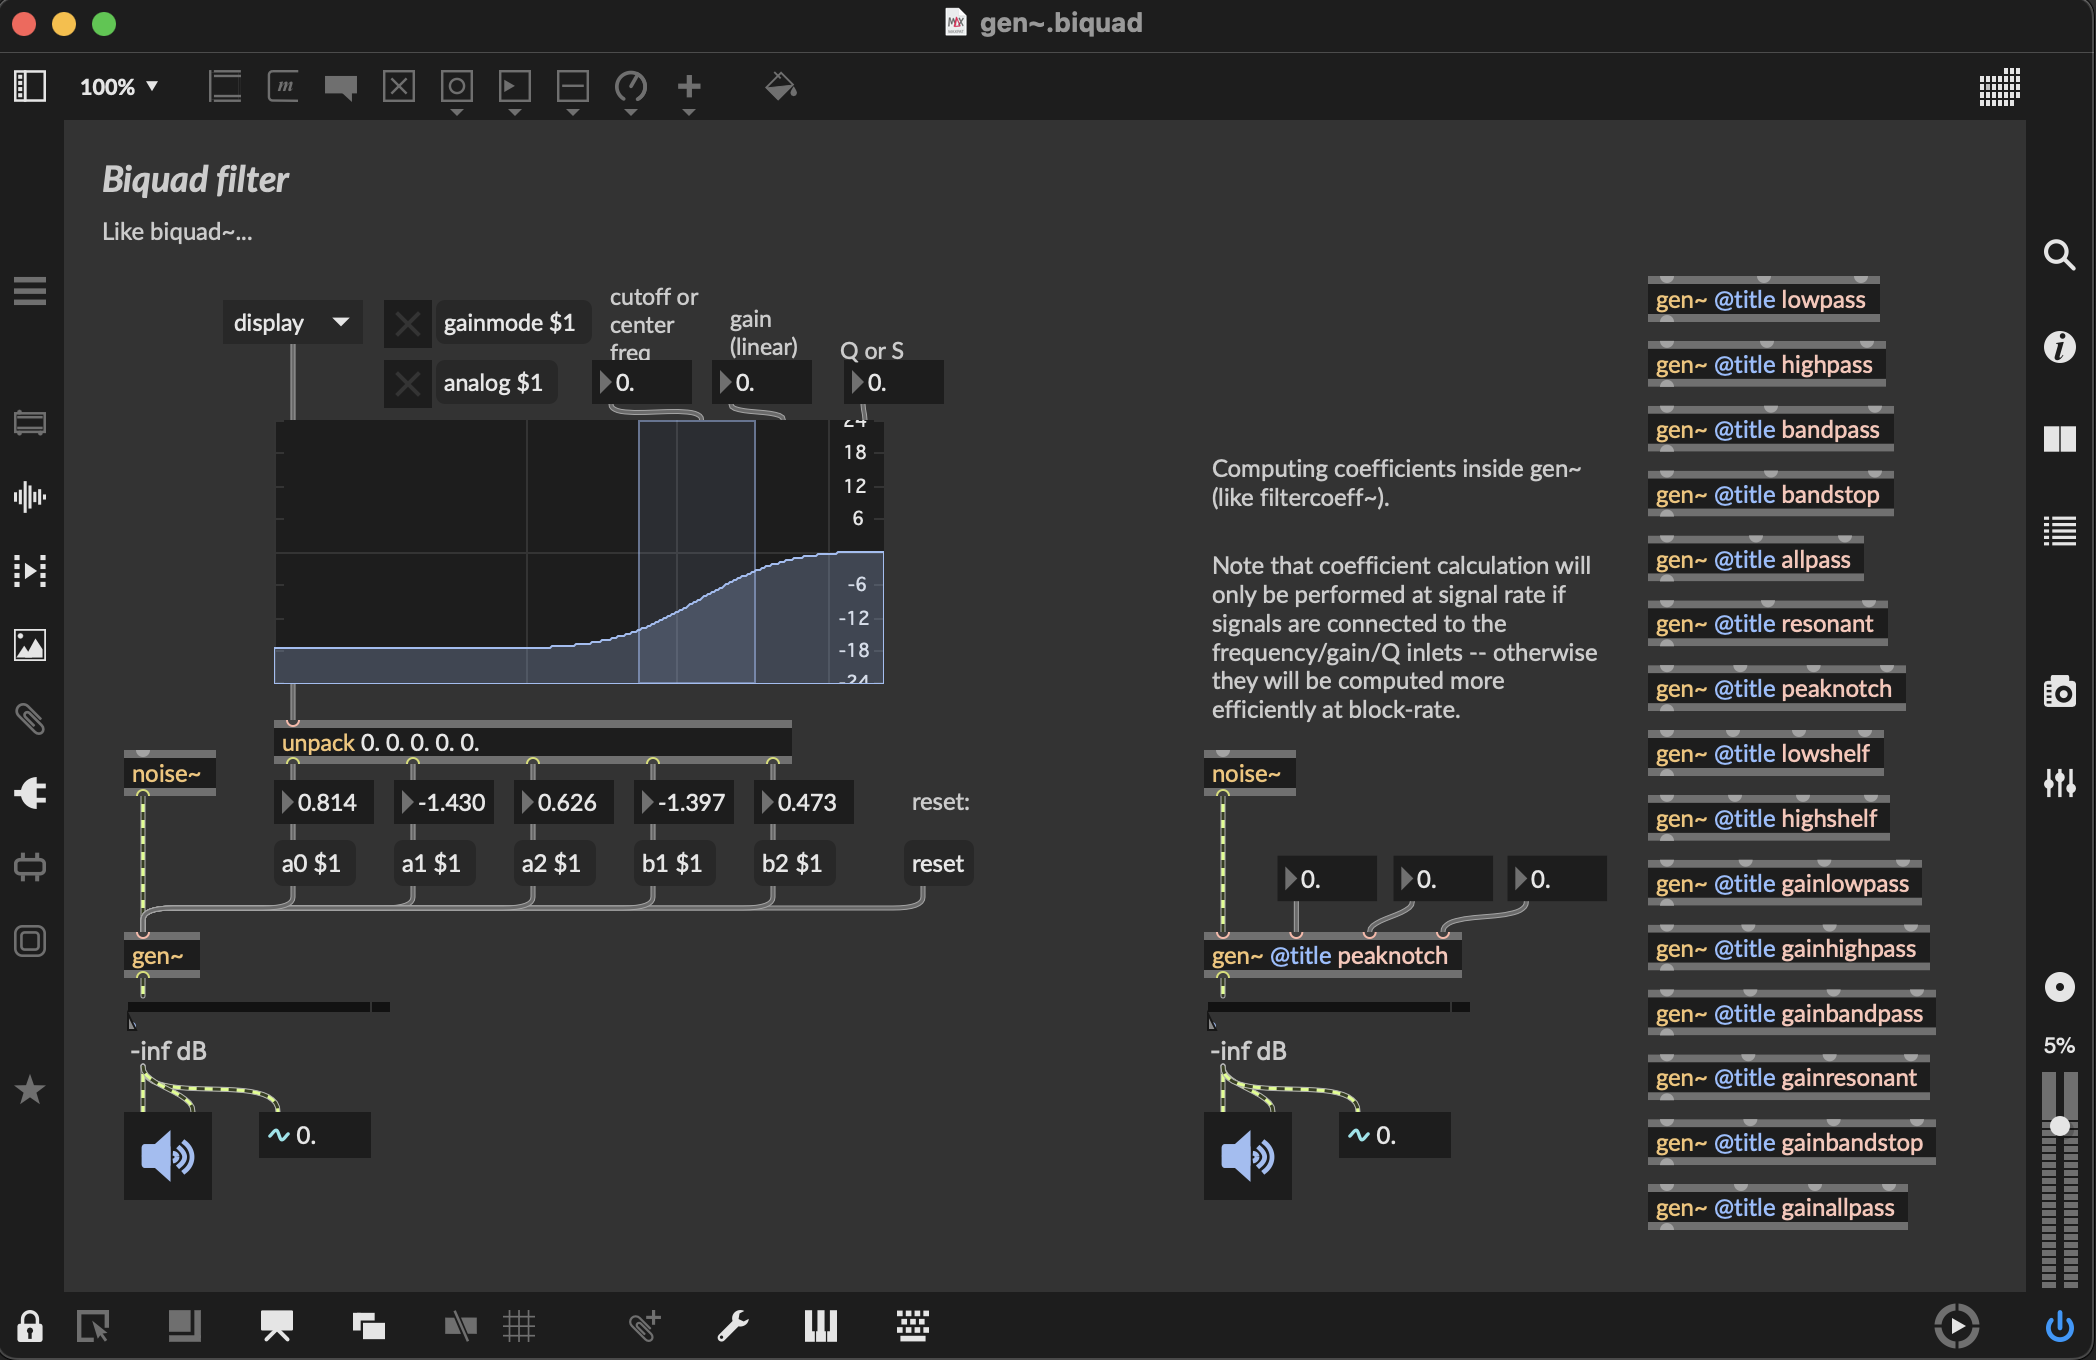 gen~.biquad
100%
Biquad filter
Like biquad~...
display
gainmode $1
analog $1
cutoff or
center
freq
gain
(linear)
Q or S
0.
0.
0.
24
18
12
6
-6
-12
-18
-24
unpack 0. 0. 0. 0. 0.
noise~
0.814
-1.430
0.626
-1.397
0.473
reset:
a0 $1
a1 $1
a2 $1
b1 $1
b2 $1
reset
gen~
-inf dB
0.
Computing coefficients inside gen~
(like filtercoeff~).
Note that coefficient calculation will
only be performed at signal rate if
signals are connected to the
frequency/gain/Q inlets -- otherwise
they will be computed more
efficiently at block-rate.
noise~
0.
0.
0.
gen~ @title peaknotch
-inf dB
0.
gen~ @title lowpass
gen~ @title highpass
gen~ @title bandpass
gen~ @title bandstop
gen~ @title allpass
gen~ @title resonant
gen~ @title peaknotch
gen~ @title lowshelf
gen~ @title highshelf
gen~ @title gainlowpass
gen~ @title gainhighpass
gen~ @title gainbandpass
gen~ @title gainresonant
gen~ @title gainbandstop
gen~ @title gainallpass
5%